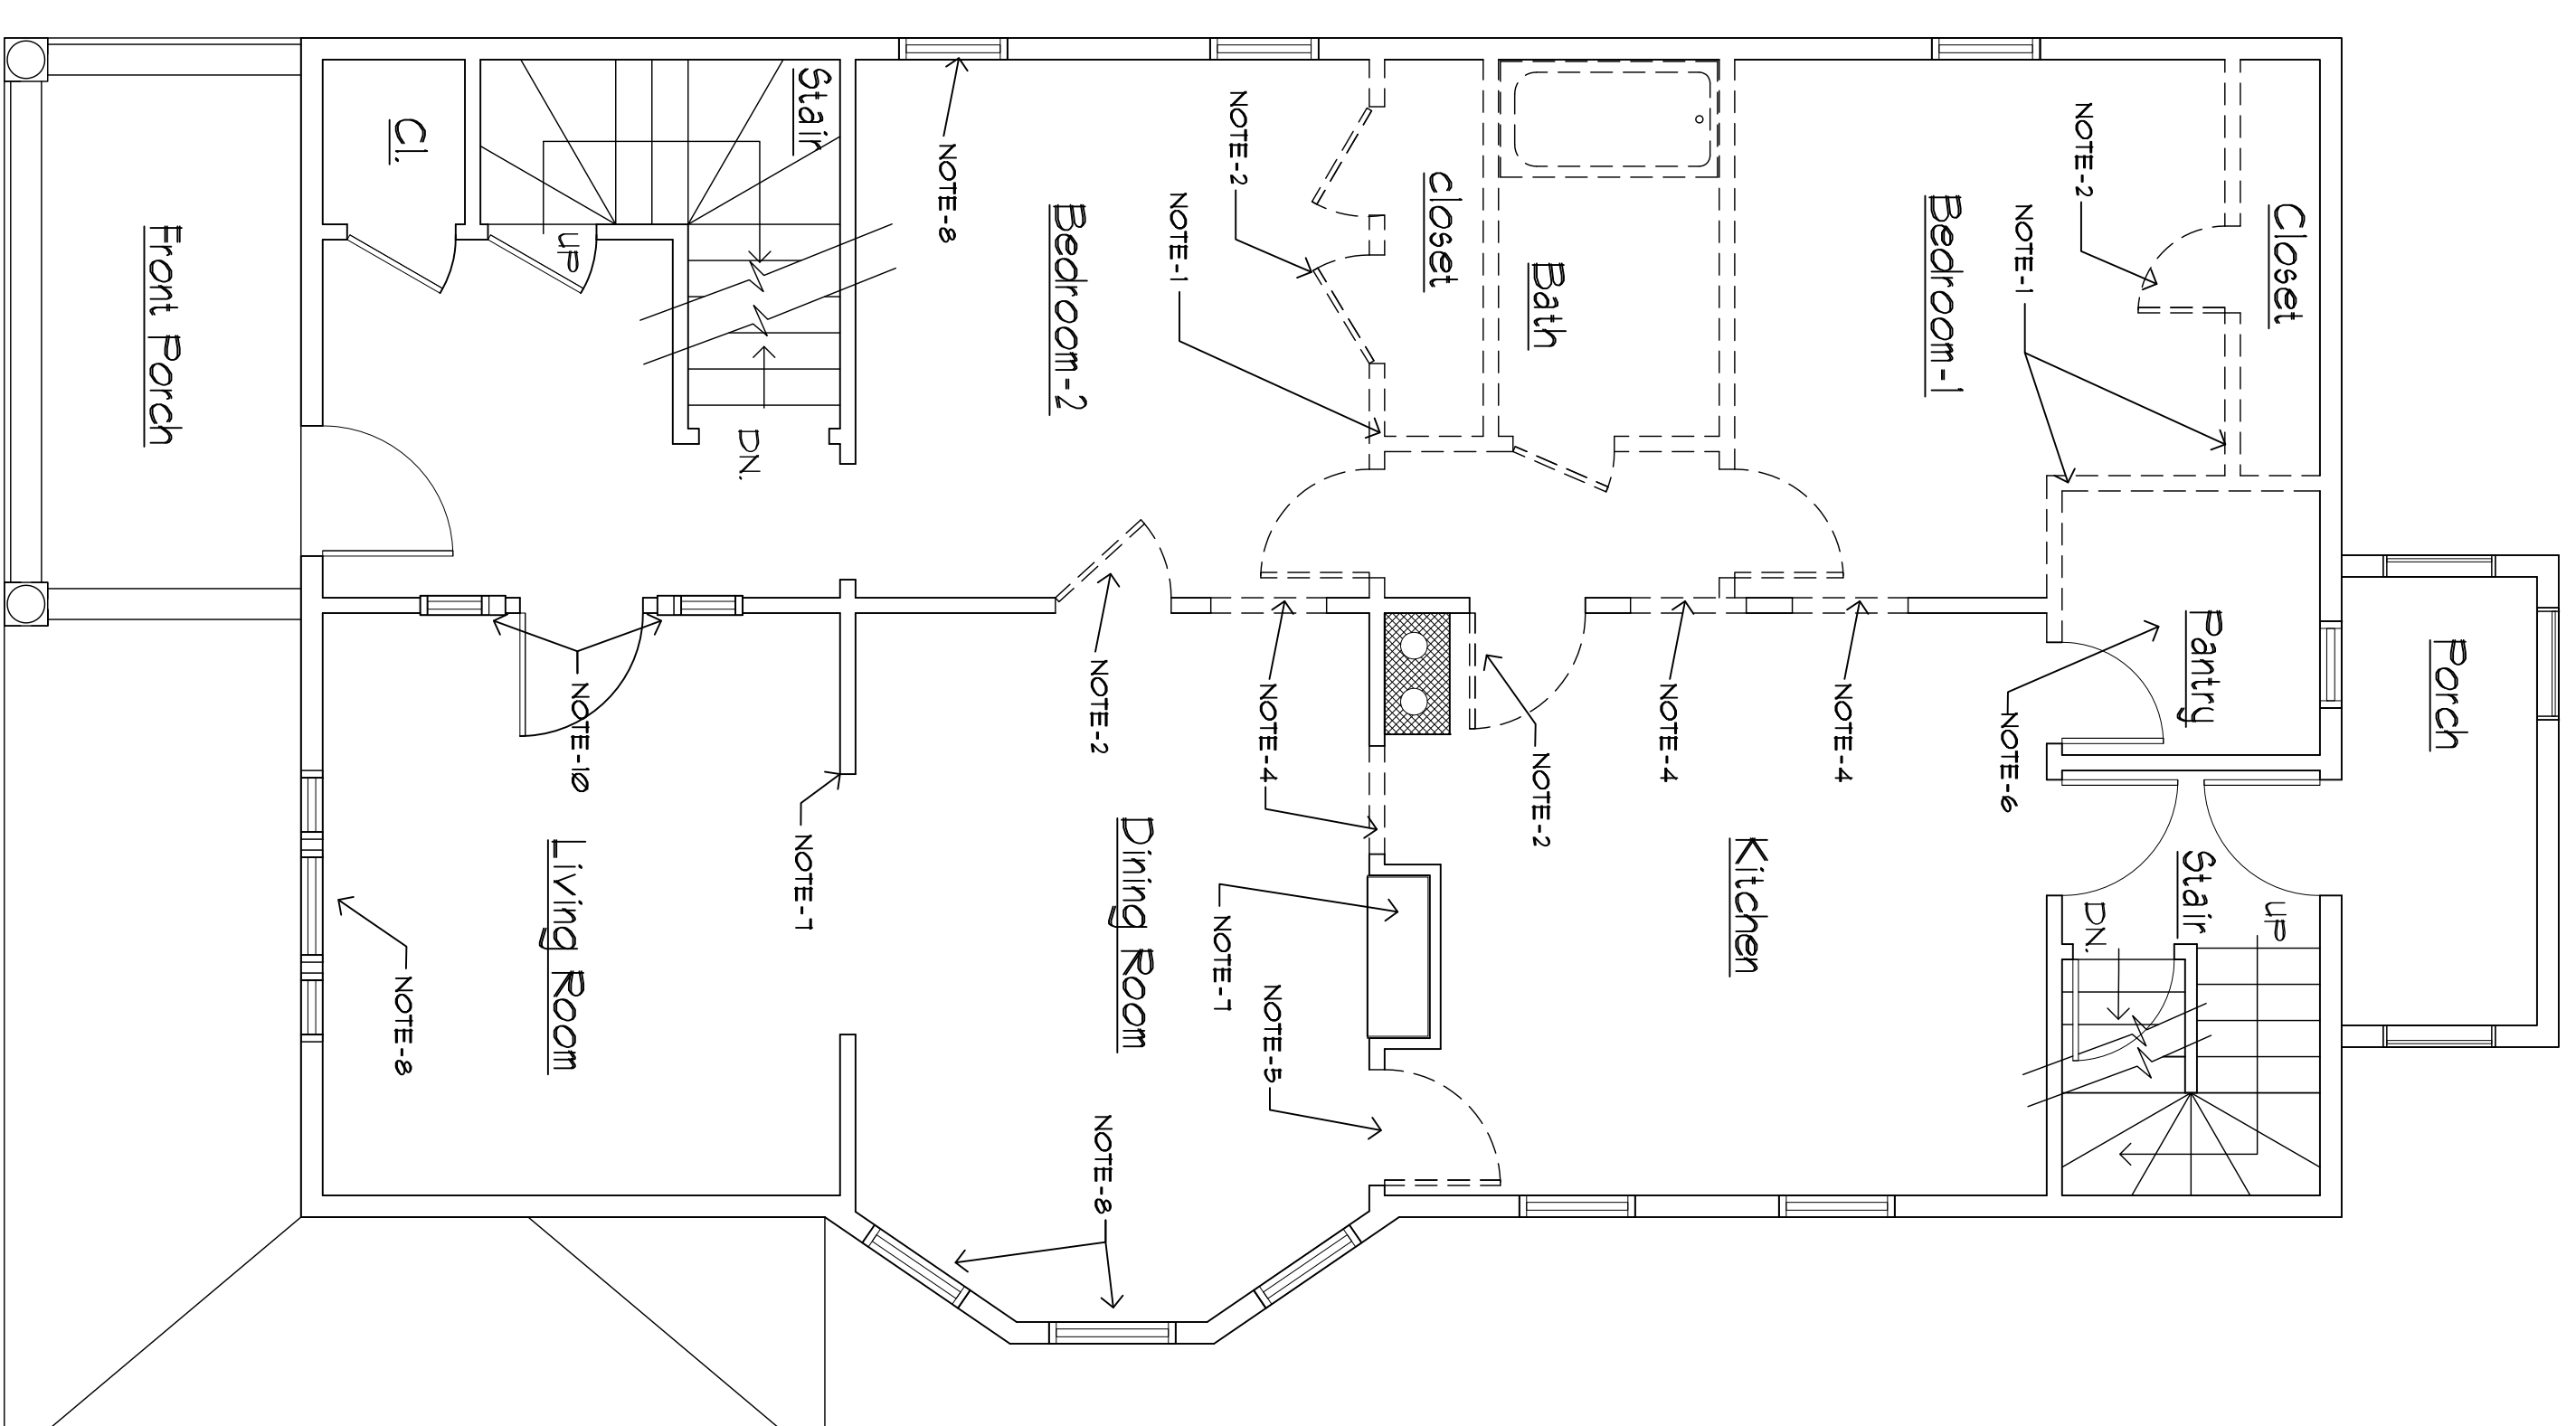 Front Porch
Cl.
Stair
UP
DN.
NOTE-8
Bedroom-2
NOTE-2
NOTE-1
closet
Bath
Bedroom-1
NOTE-2
NOTE-1
Closet
Porch
Pantry
NOTE-6
NOTE-4
NOTE-4
NOTE-2
NOTE-4
NOTE-2
NOTE-10
NOTE-7
Living Room
NOTE-8
Dining Room
NOTE-7
NOTE-5
NOTE-8
Kitchen
Stair
DN.
UP